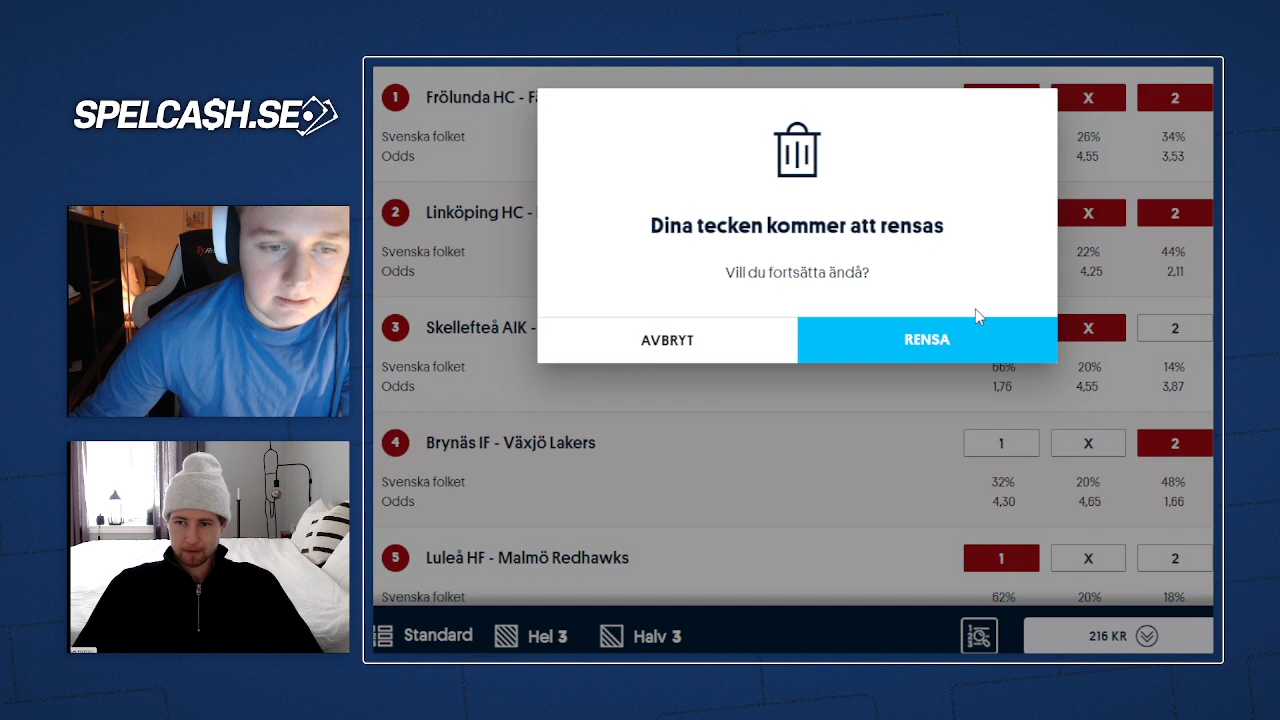 SPELCA$H.SE
1 Frölunda HC - Fä X 2
Svenska folket 26% 34%
Odds 4,55 3,53
2 Linköping HC - X 2
Svenska folket 22% 44%
Odds 4,25 2,11
3 Skellefteå AIK - X 2
Svenska folket 66% 20% 14%
Odds 1,76 4,55 3,87
4 Brynäs IF - Växjö Lakers 1 X 2
Svenska folket 32% 20% 48%
Odds 4,30 4,65 1,66
5 Luleå HF - Malmö Redhawks 1 X 2
Svenska folket 62% 20% 18%
Dina tecken kommer att rensas
Vill du fortsätta ändå?
AVBRYT RENSA
Standard Hel 3 Halv 3 216 KR